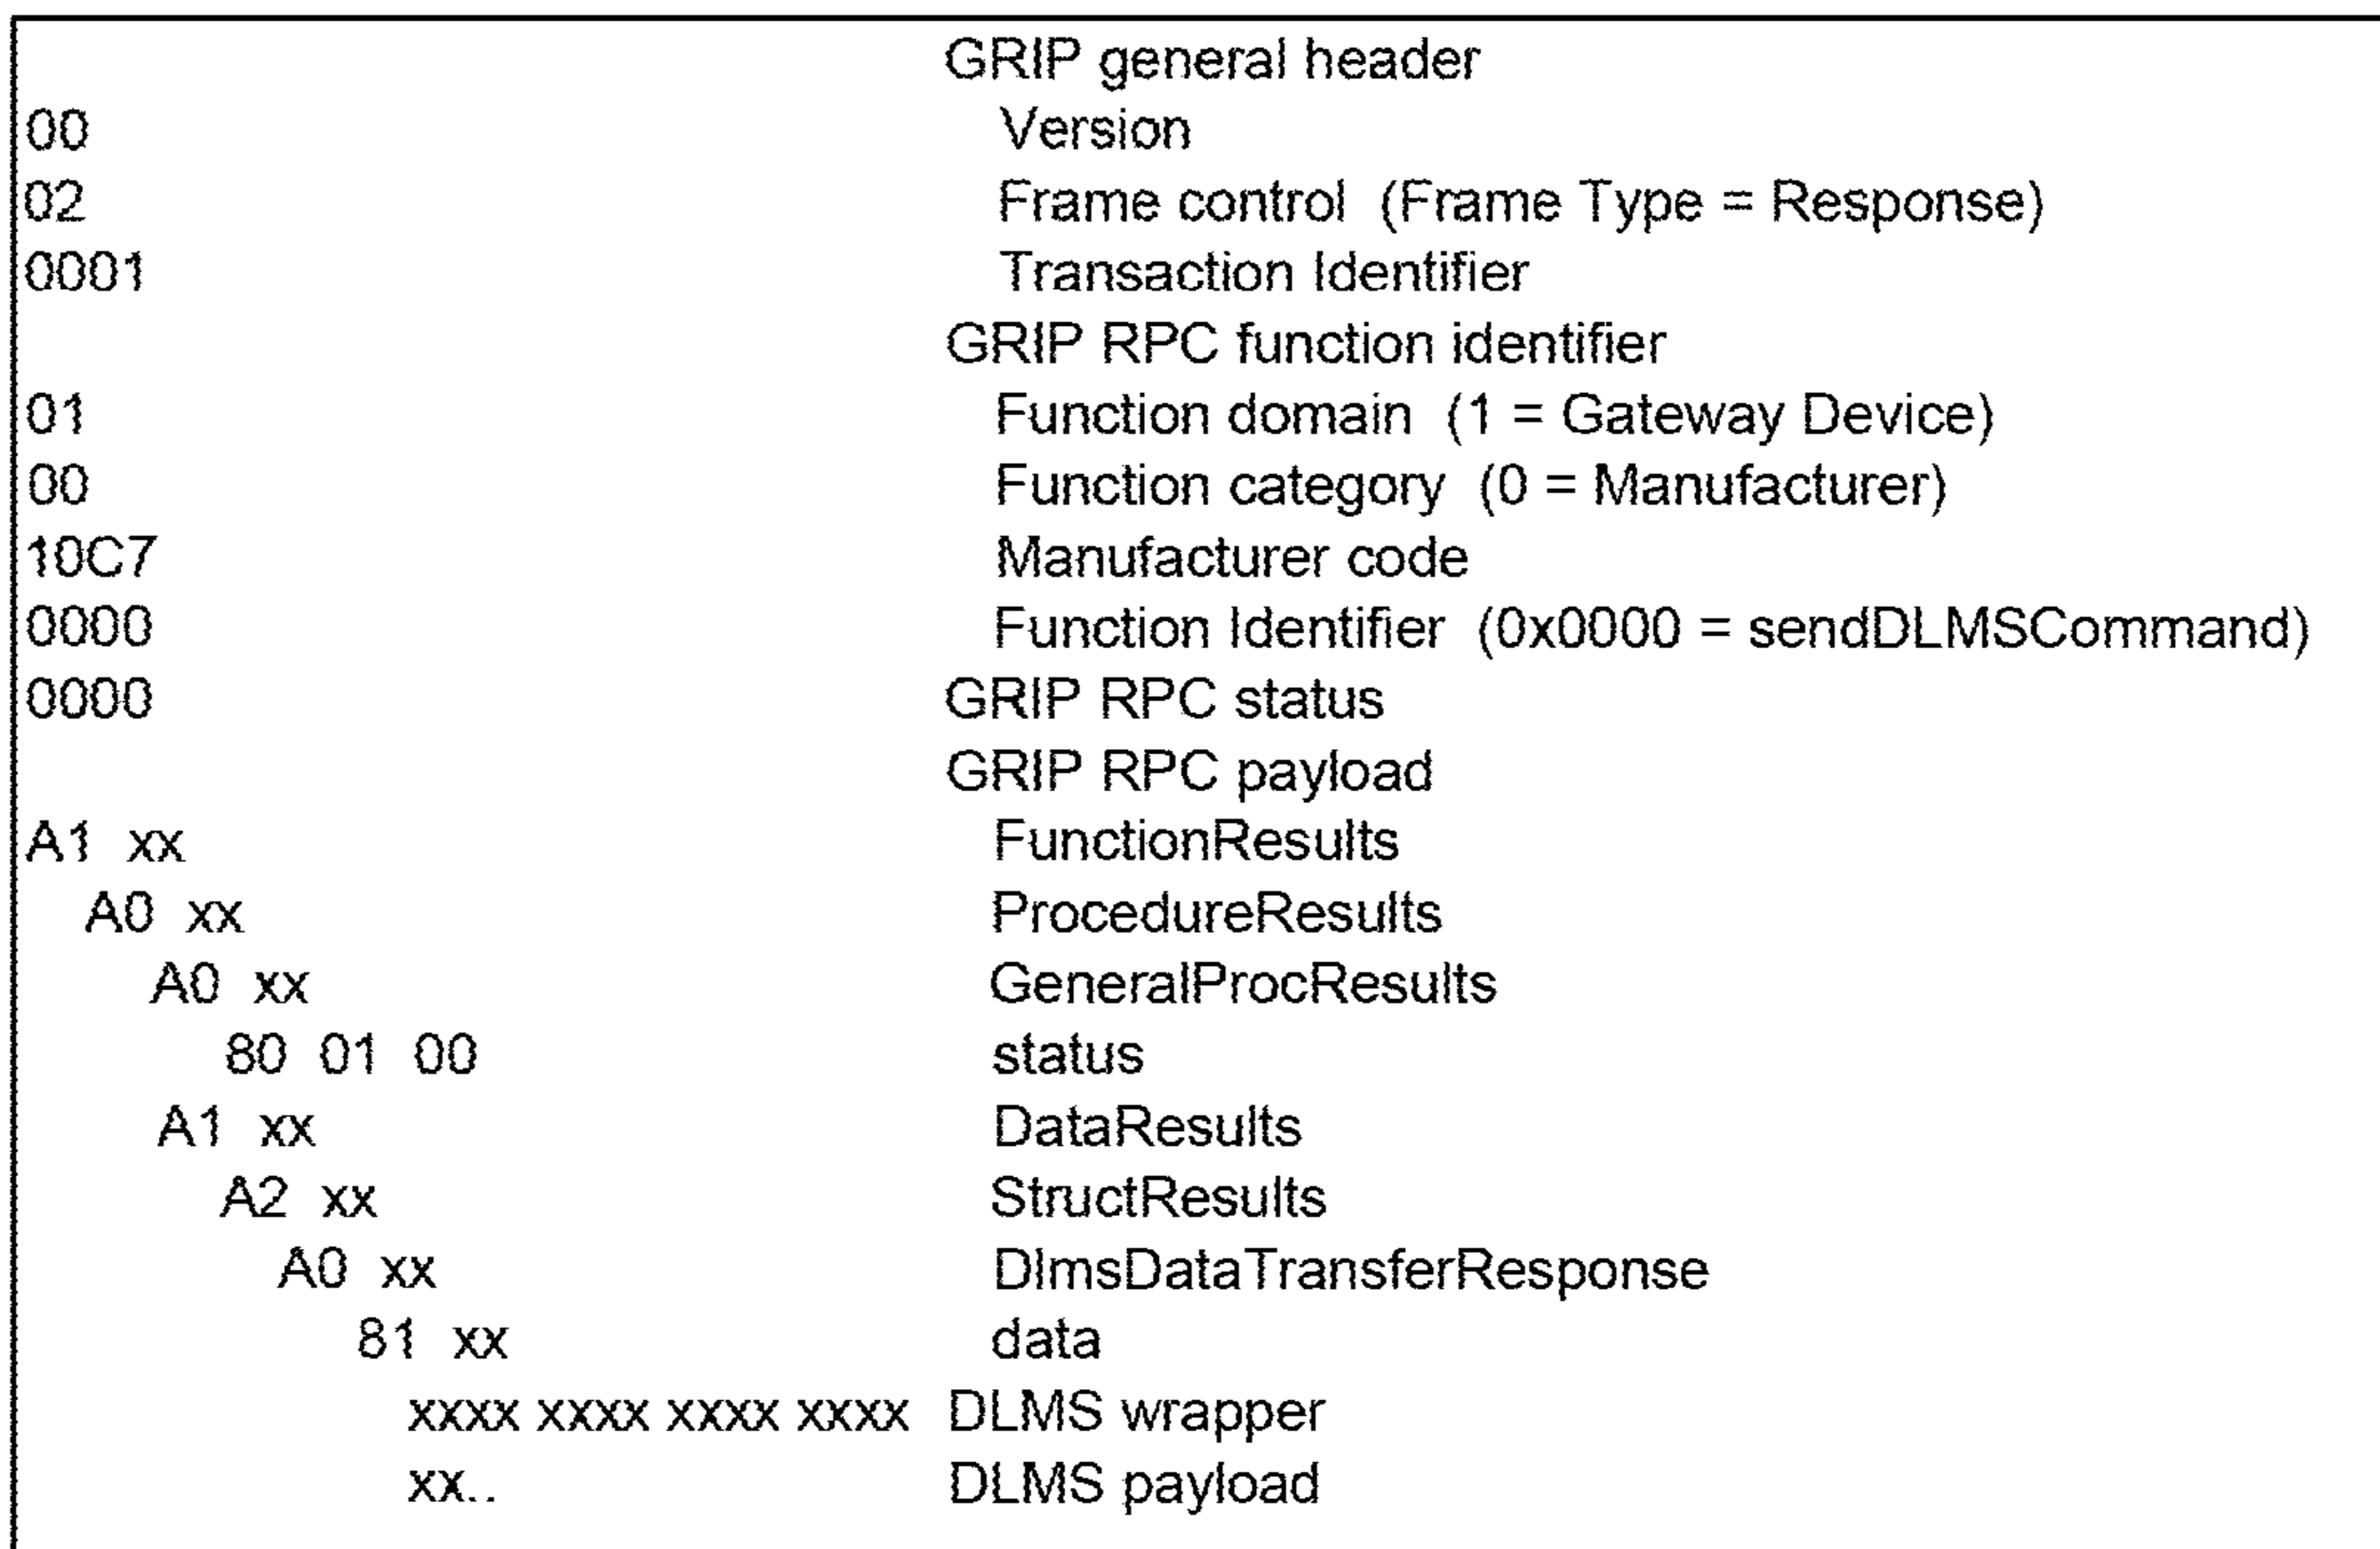 GRIP general header
00 Version
02 Frame control (Frame Type = Response)
0001 Transaction Identifier
GRIP RPC function identifier
01 Function domain (1 = Gateway Device)
00 Function category (0 = Manufacturer)
10C7 Manufacturer code
0000 Function Identifier (0x0000 = sendDLMSCommand)
0000 GRIP RPC status
GRIP RPC payload
A1 xx FunctionResults
A0 xx ProcedureResults
A0 xx GeneralProcResults
80 01 00 status
A1 xx DataResults
A2 xx StructResults
A0 xx DlmsDataTransferResponse
81 xx data
xxxx xxxx xxxx xxxx DLMS wrapper
xx.. DLMS payload